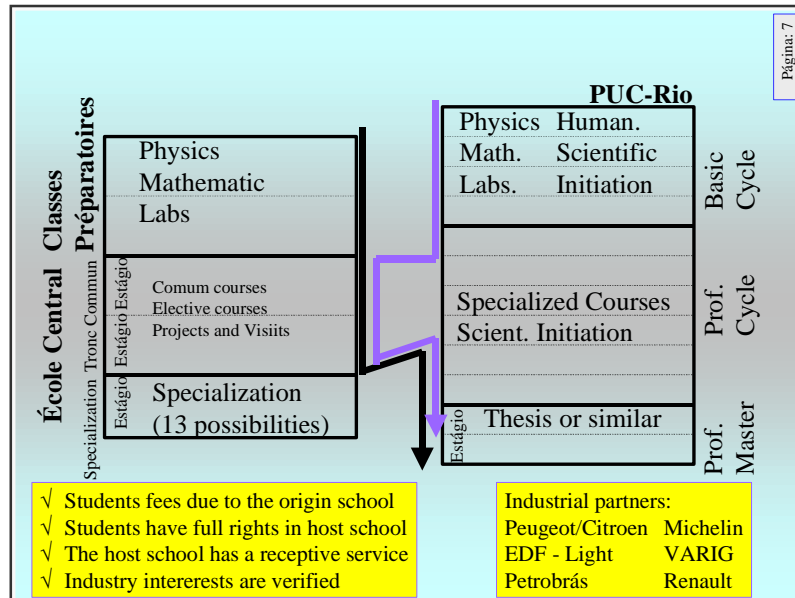 Página: 7
PUC-Rio
École Central
Classes
Préparatoires
Physics
Mathematic
Labs
Tronc Commun
Estágio
Estágio
Comum courses
Elective courses
Projects and Visiits
Specialization
Estágio
Specialization
(13 possibilities)
Physics Human.
Math. Scientific
Labs. Initiation
Basic
Cycle
Specialized Courses
Scient. Initiation
Prof.
Cycle
Estágio
Thesis or similar
Prof.
Master
√ Students fees due to the origin school
√ Students have full rights in host school
√ The host school has a receptive service
√ Industry intererests are verified
Industrial partners:
Peugeot/Citroen Michelin
EDF - Light VARIG
Petrobrás Renault